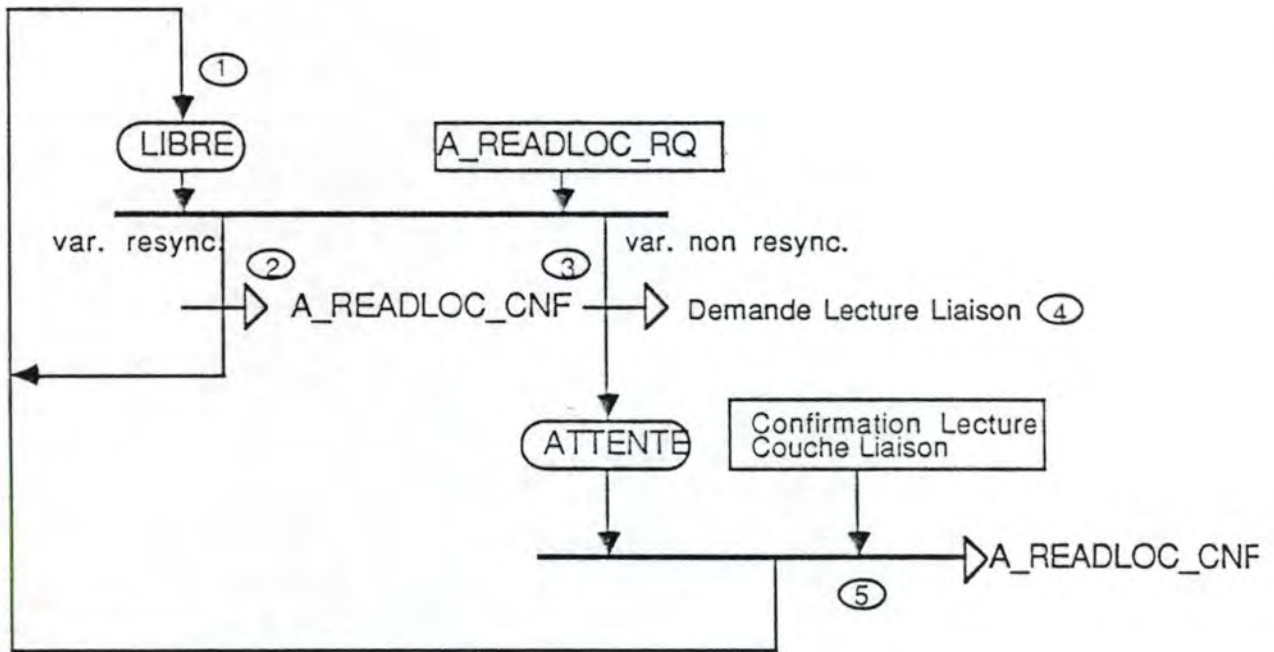 1
LIBRE
A_READLOC_RQ
var. resync.
var. non resync.
2
3
A_READLOC_CNF
Demande Lecture Liaison 4
ATTENTE
Confirmation Lecture
Couche Liaison
A_READLOC_CNF
5